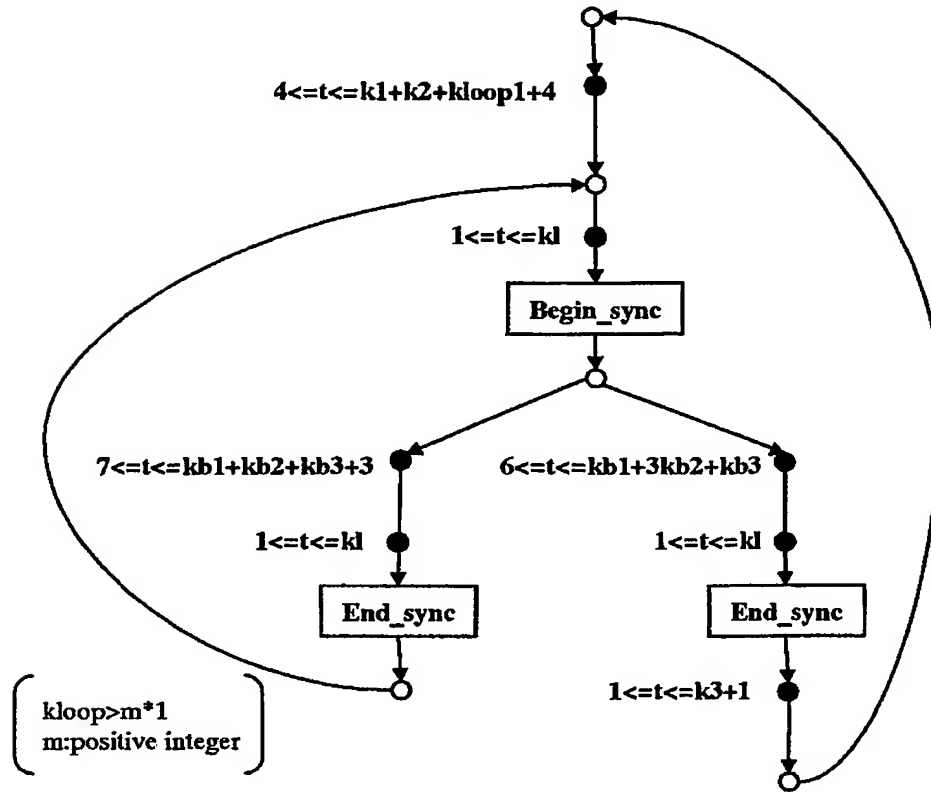 4<=t<=k1+k2+kloop1+4
1<=t<=kl
Begin_sync
7<=t<=kb1+kb2+kb3+3
6<=t<=kb1+3kb2+kb3
1<=t<=kl
1<=t<=kl
End_sync
End_sync
1<=t<=k3+1
kloop>m*1
m:positive integer